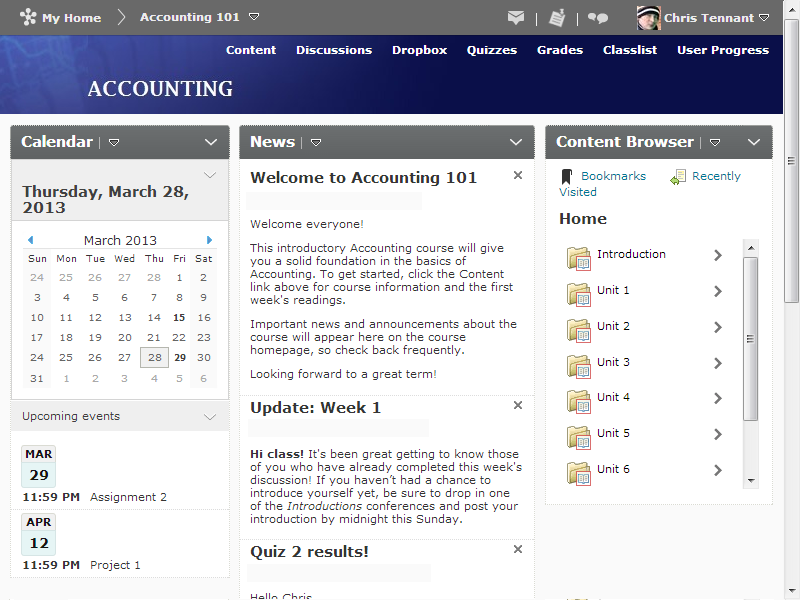 My Home
Accounting 101
Chris Tennant
Content Discussions Dropbox Quizzes Grades Classlist User Progress
ACCOUNTING
Calendar
Thursday, March 28,
2013
March 2013
Sun Mon Tue Wed Thu Fri Sat
24 25 26 27 28 1 2
3 4 5 6 7 8 9
10 11 12 13 14 15 16
17 18 19 20 21 22 23
24 25 26 27 28 29 30
31 1 2 3 4 5 6
Upcoming events
MAR
29
11:59 PM Assignment 2
APR
12
11:59 PM Project 1
News
Welcome to Accounting 101
Welcome everyone!
This introductory Accounting course will give
you a solid foundation in the basics of
Accounting. To get started, click the Content
link above for course information and the first
week's readings.
Important news and announcements about the
course will appear here on the course
homepage, so check back frequently.
Looking forward to a great term!
Update: Week 1
Hi class! It's been great getting to know those
of you who have already completed this week's
discussion! If you haven't had a chance to
introduce yourself yet, be sure to drop in one
of the Introductions conferences and post your
introduction by midnight this Sunday.
Quiz 2 results!
Hello Chris
Content Browser
Bookmarks Recently
Visited
Home
Introduction
Unit 1
Unit 2
Unit 3
Unit 4
Unit 5
Unit 6